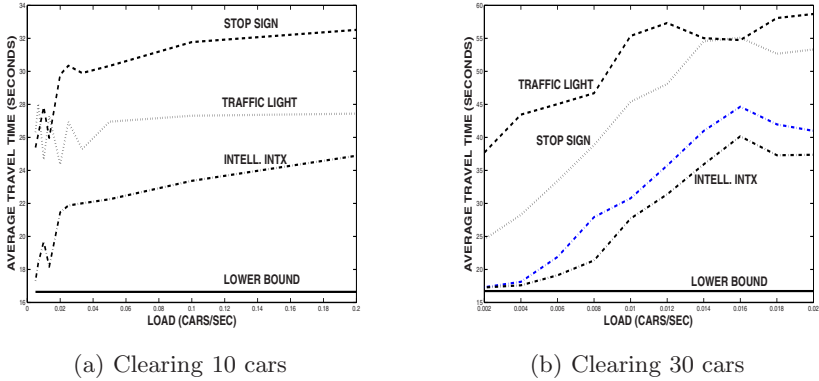 34
32
30
28
26
24
22
20
18
16
0 0.02 0.04 0.06 0.08 0.1 0.12 0.14 0.16 0.18 0.2
AVERAGE TRAVEL TIME (SECONDS)
LOAD (CARS/SEC)
STOP SIGN
TRAFFIC LIGHT
INTELL. INTX
LOWER BOUND
(a) Clearing 10 cars
60
55
50
45
40
35
30
25
20
15
0.002 0.004 0.006 0.008 0.01 0.012 0.014 0.016 0.018 0.02
AVERAGE TRAVEL TIME (SECONDS)
LOAD (CARS/SEC)
TRAFFIC LIGHT
STOP SIGN
INTELL. INTX
LOWER BOUND
(b) Clearing 30 cars